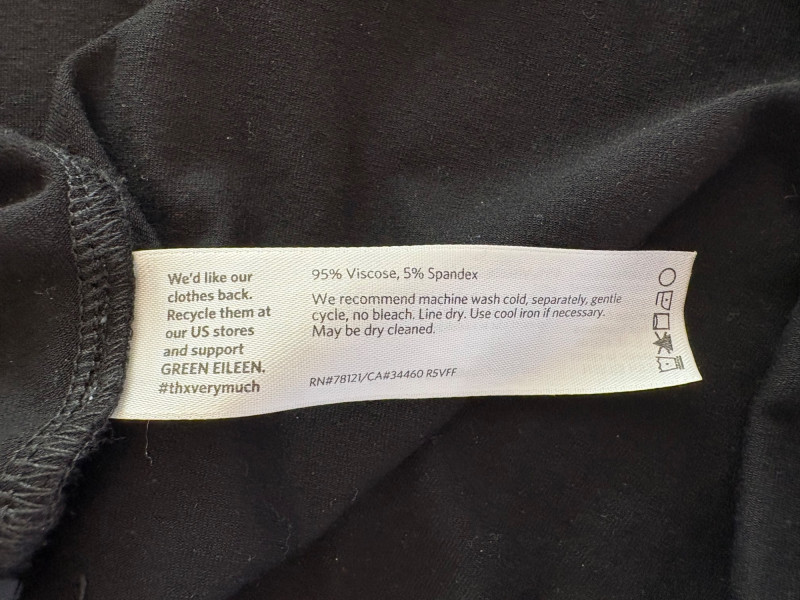 We'd like our
clothes back.
Recycle them at
our US stores
and support
GREEN EILEEN.
#thxverymuch
95% Viscose, 5% Spandex
We recommend machine wash cold, separately, gentle
cycle, no bleach. Line dry. Use cool iron if necessary.
May be dry cleaned.
RN#78121/CA#34460 R5VFF